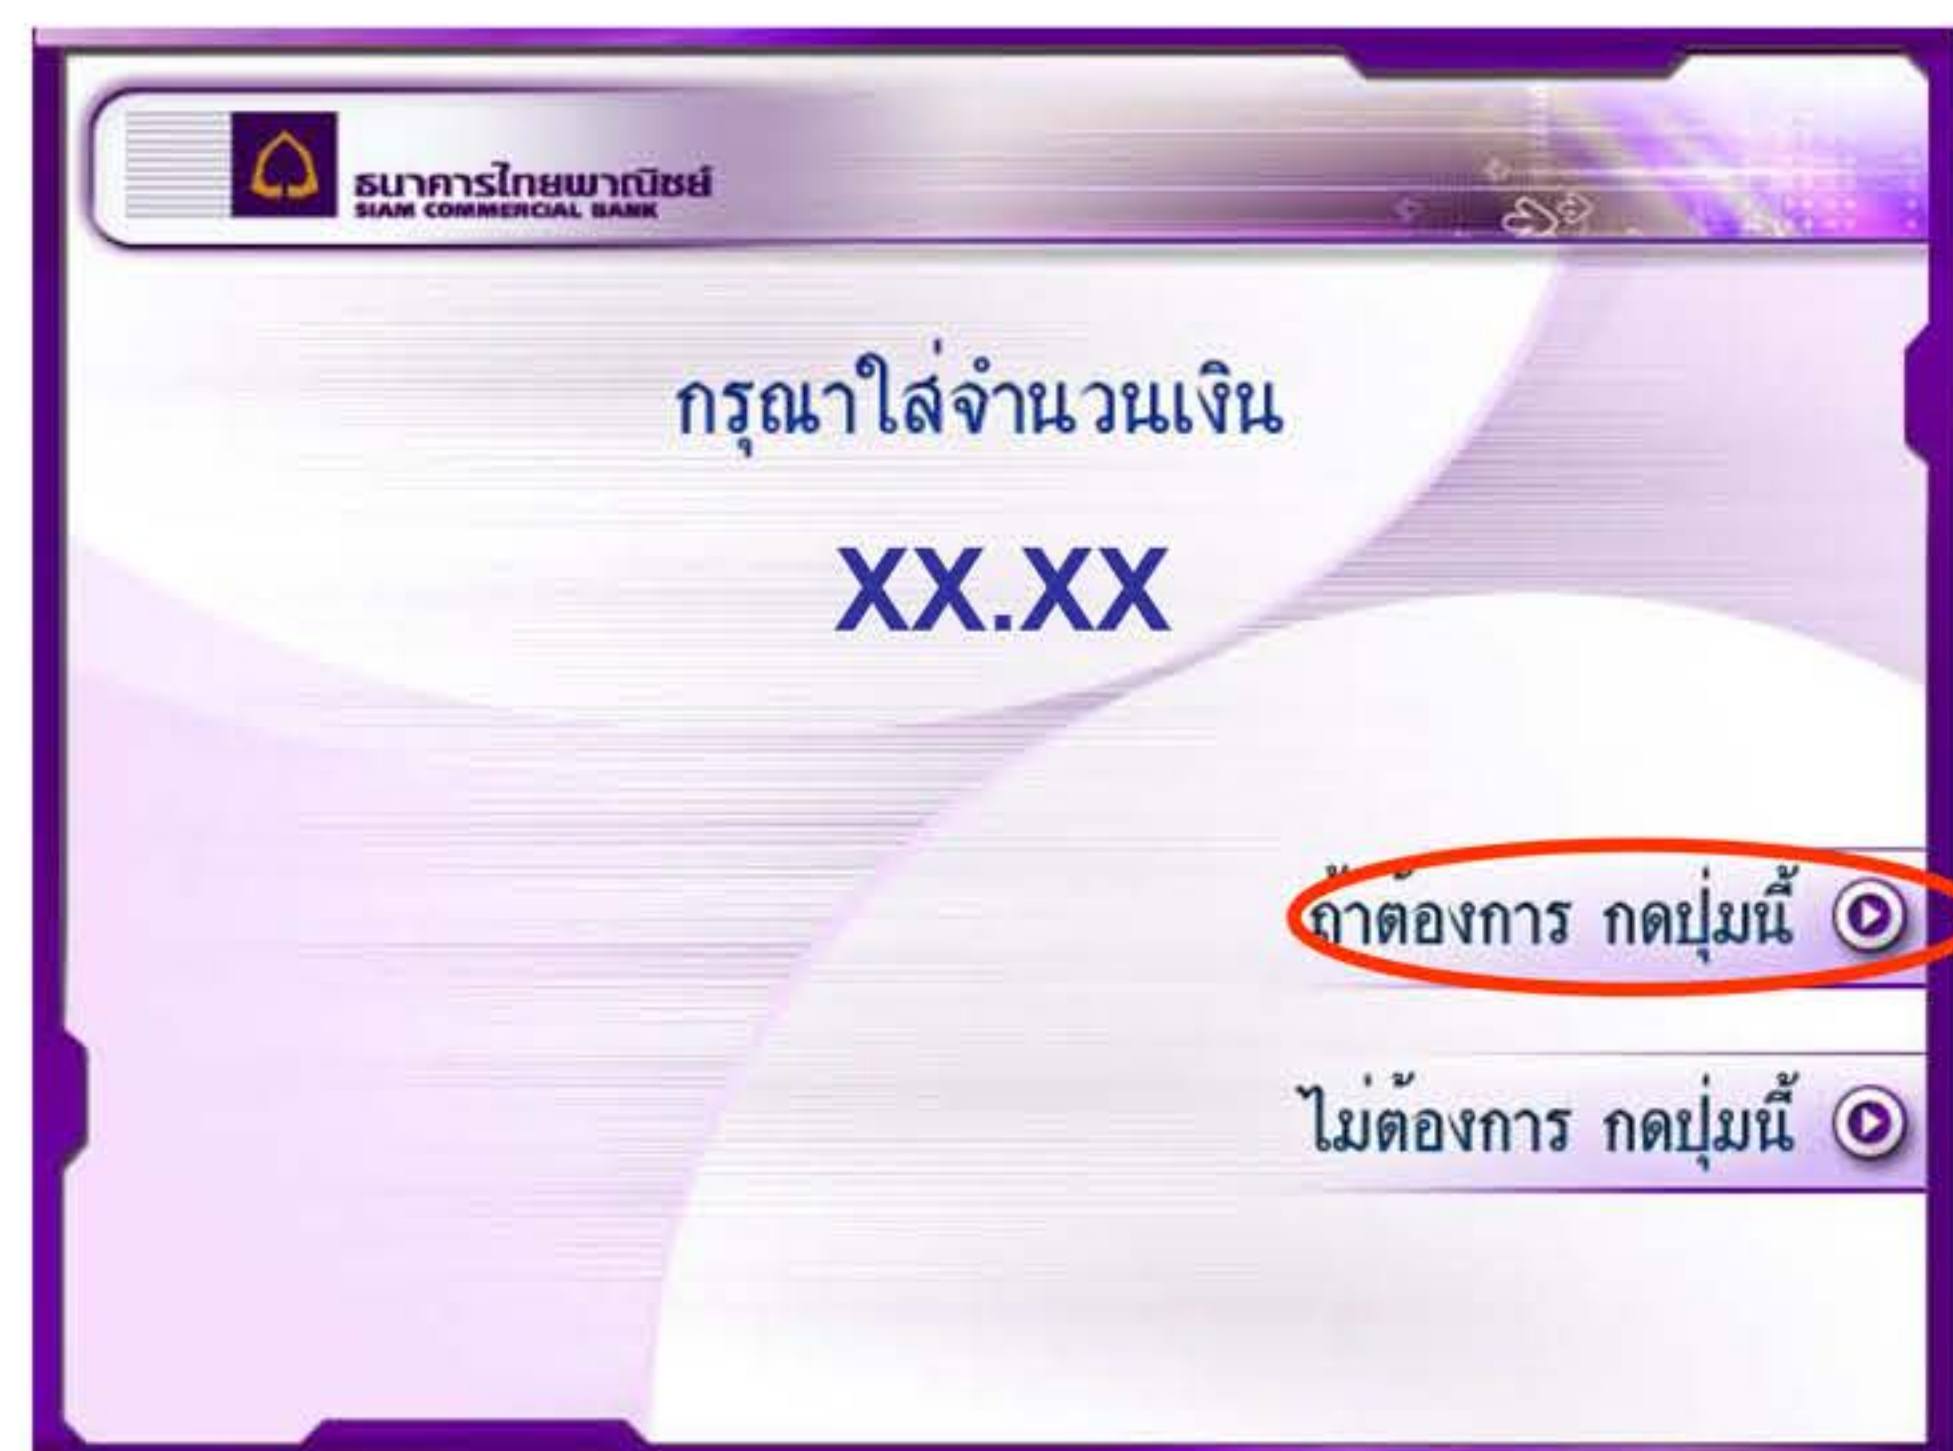 ธนาคารไทยพาณิชย์
SIAM COMMERCIAL BANK
กรุณาใส่จำนวนเงิน
XX.XX
ถ้าต้องการ กดปุ่มนี้
ไม่ต้องการ กดปุ่มนี้